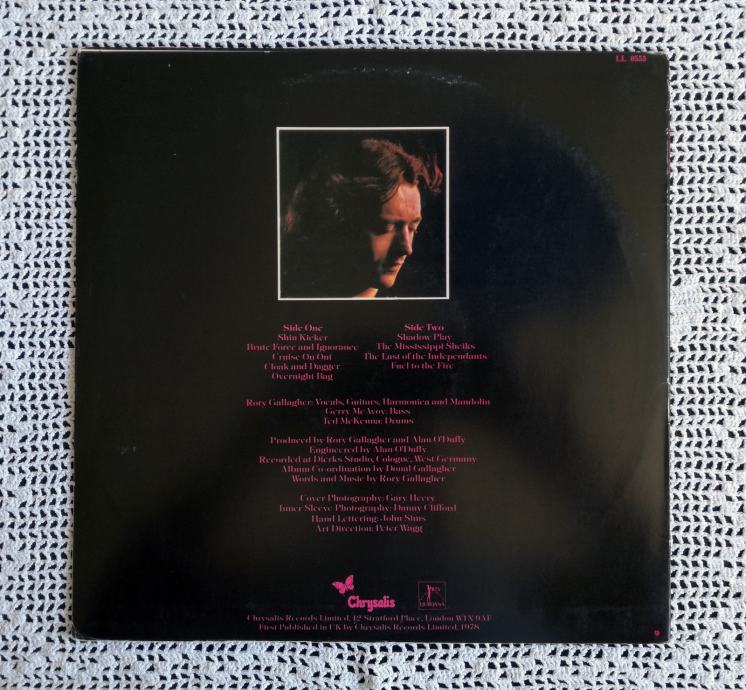 LL 0553
Side One
Shin Kicker
Brute Force and Ignorance
Cruise On Out
Cloak and Dagger
Overnight Bag
Side Two
Shadow Play
The Mississippi Sheiks
The Last of the Independants
Fuel to the Fire
Rory Gallagher: Vocals, Guitars, Harmonica and Mandolin
Gerry McAvoy: Bass
Ted McKenna: Drums
Produced by Rory Gallagher and Alan O'Duffy
Engineered by Alan O'Duffy
Recorded at Dierks Studio, Cologne, West Germany
Album Co-ordination by Donal Gallagher
Words and Music by Rory Gallagher
Cover Photography: Gary Heery
Inner Sleeve Photography: Danny Clifford
Hand Lettering: John Sims
Art Direction: Peter Wagg
Chrysalis
Chrysalis Records Limited, 12 Stratford Place, London W1N 9AF
First Published in UK by Chrysalis Records Limited, 1978.